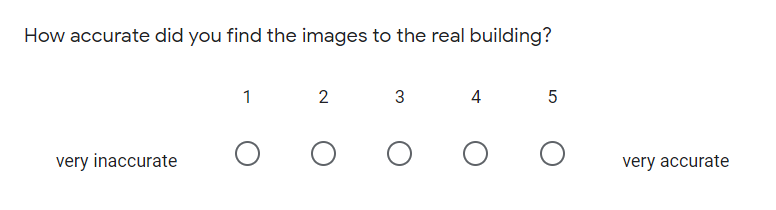 How accurate did you find the images to the real building?
1 2 3 4 5
very inaccurate very accurate